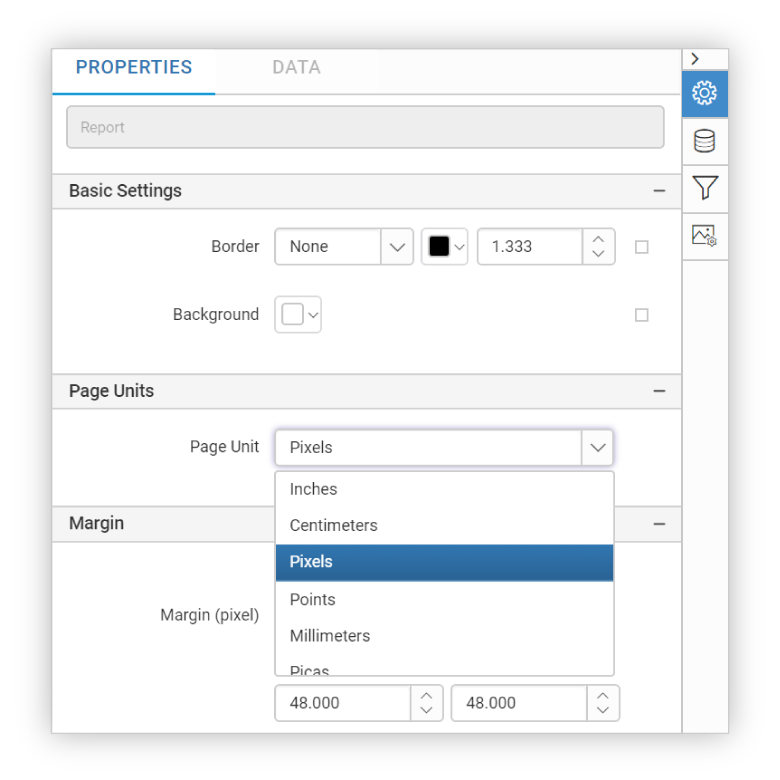 PROPERTIES DATA
Report
Basic Settings
Border None 1.333
Background
Page Units
Page Unit Pixels
Inches
Centimeters
Margin
Pixels
Points
Margin (pixel)
Millimeters
Picas
48.000 48.000